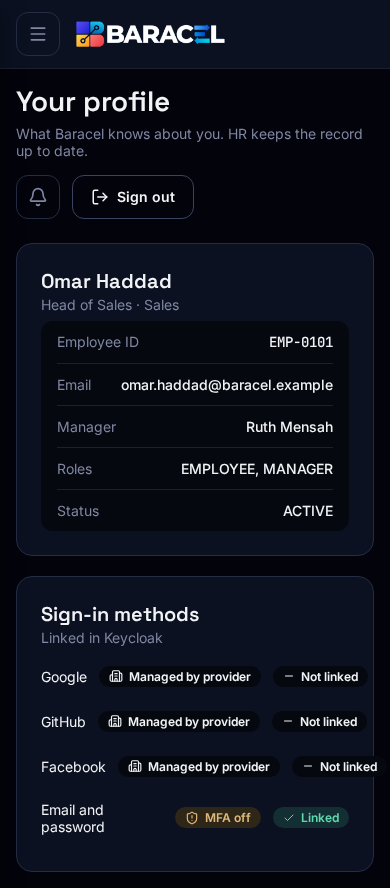 BARACEL
Your profile
What Baracel knows about you. HR keeps the record
up to date.
Sign out
Omar Haddad
Head of Sales · Sales
Employee ID EMP-0101
Email omar.haddad@baracel.example
Manager Ruth Mensah
Roles EMPLOYEE, MANAGER
Status ACTIVE
Sign-in methods
Linked in Keycloak
Google Managed by provider Not linked
GitHub Managed by provider Not linked
Facebook Managed by provider Not linked
Email and
password MFA off Linked